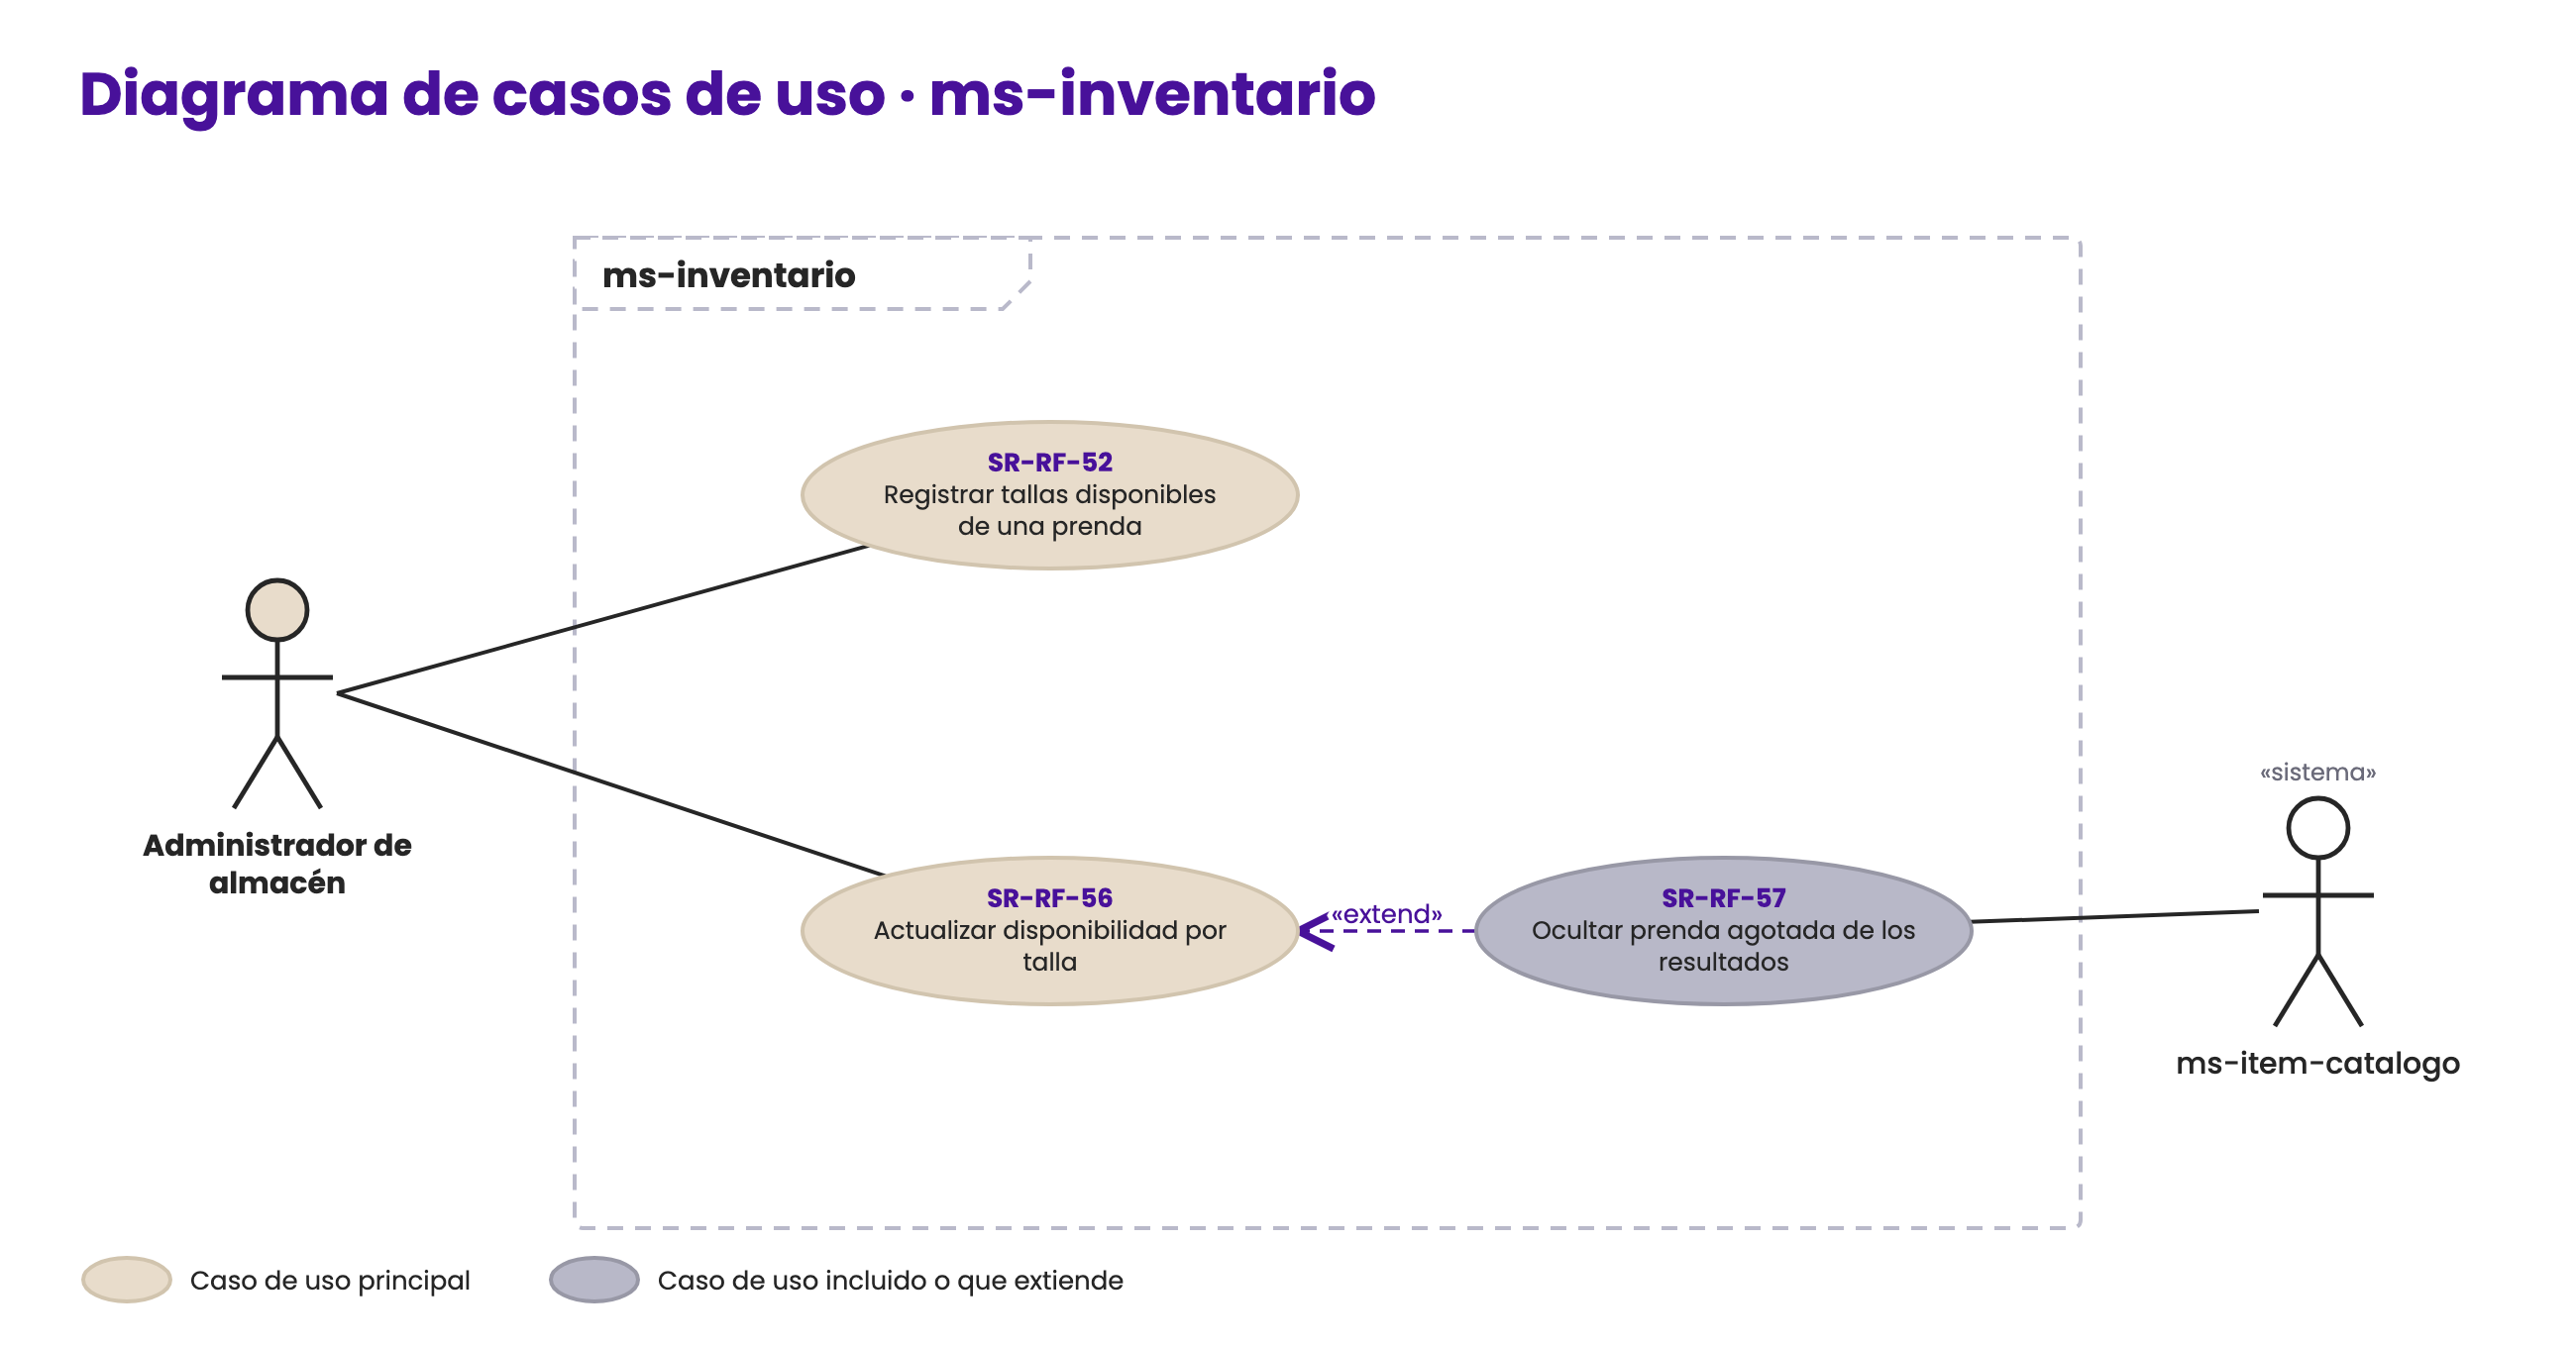 Diagrama de casos de uso · ms-inventario
ms-inventario
SR-RF-52
Registrar tallas disponibles
de una prenda
Administrador de
almacén
SR-RF-56
Actualizar disponibilidad por
talla
«extend»
SR-RF-57
Ocultar prenda agotada de los
resultados
«sistema»
ms-item-catalogo
Caso de uso principal
Caso de uso incluido o que extiende